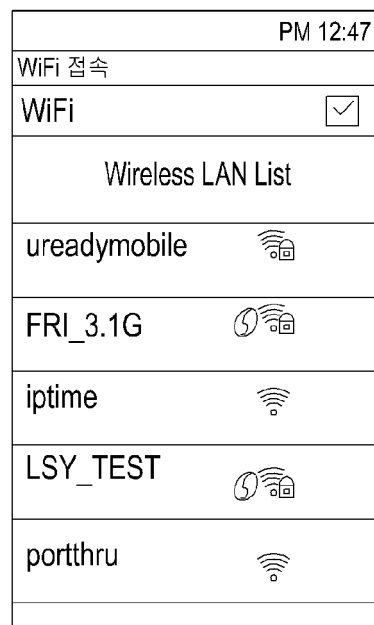 PM 12:47
WiFi 접속
WiFi
Wireless LAN List
ureadymobile
FRI_3.1G
iptime
LSY_TEST
portthru